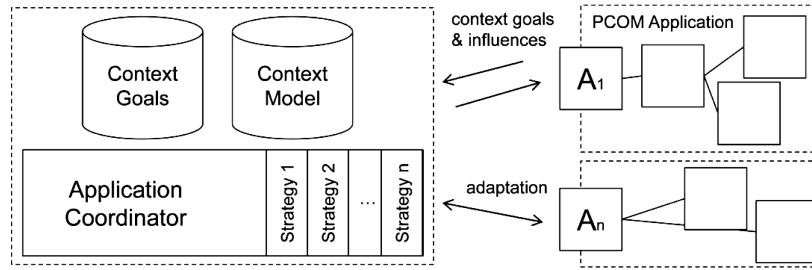 Context
Goals
Context
Model
Application
Coordinator
Strategy 1
Strategy 2
...
Strategy n
context goals
& influences
adaptation
PCOM Application
A1
An